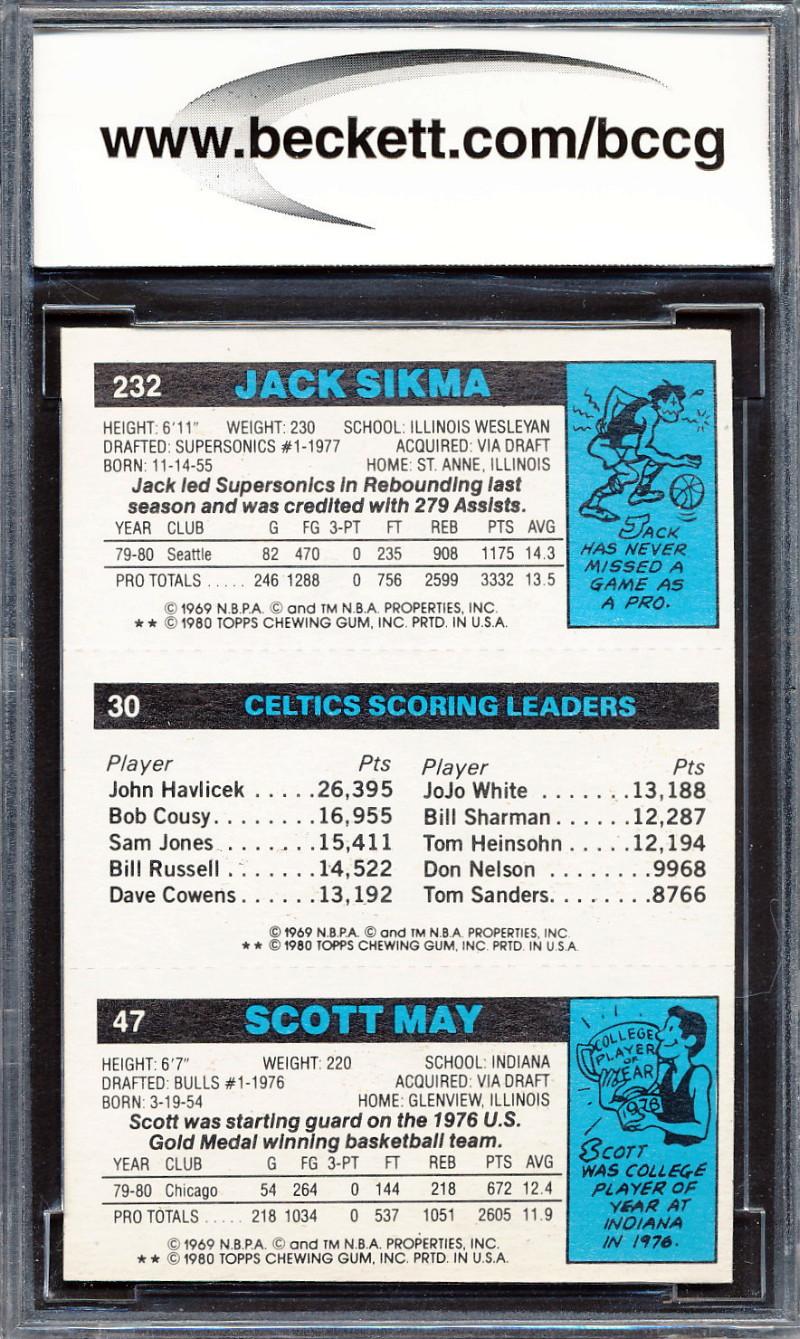 www.beckett.com/bccg
232 JACK SIKMA
HEIGHT: 6'11" WEIGHT: 230 SCHOOL: ILLINOIS WESLEYAN
DRAFTED: SUPERSONICS #1-1977 ACQUIRED: VIA DRAFT
BORN: 11-14-55 HOME: ST. ANNE, ILLINOIS
Jack led Supersonics in Rebounding last
season and was credited with 279 Assists.
YEAR CLUB G FG 3-PT FT REB PTS AVG
79-80 Seattle 82 470 0 235 908 1175 14.3
PRO TOTALS ..... 246 1288 0 756 2599 3332 13.5
© 1969 N.B.P.A. © and TM N.B.A. PROPERTIES, INC.
** © 1980 TOPPS CHEWING GUM, INC. PRTD. IN U.S.A.
JACK
HAS NEVER
MISSED A
GAME AS
A PRO.
30 CELTICS SCORING LEADERS
Player Pts Player Pts
John Havlicek .....26,395 JoJo White .......13,188
Bob Cousy........16,955 Bill Sharman......12,287
Sam Jones .......15,411 Tom Heinsohn .....12,194
Bill Russell .......14,522 Don Nelson ........9968
Dave Cowens......13,192 Tom Sanders........8766
© 1969 N.B.P.A. © and TM N.B.A. PROPERTIES, INC.
** © 1980 TOPPS CHEWING GUM, INC. PRTD. IN U.S.A.
47 SCOTT MAY
HEIGHT: 6'7" WEIGHT: 220 SCHOOL: INDIANA
DRAFTED: BULLS #1-1976 ACQUIRED: VIA DRAFT
BORN: 3-19-54 HOME: GLENVIEW, ILLINOIS
Scott was starting guard on the 1976 U.S.
Gold Medal winning basketball team.
YEAR CLUB G FG 3-PT FT REB PTS AVG
79-80 Chicago 54 264 0 144 218 672 12.4
PRO TOTALS ..... 218 1034 0 537 1051 2605 11.9
© 1969 N.B.P.A. © and TM N.B.A. PROPERTIES, INC.
** © 1980 TOPPS CHEWING GUM, INC. PRTD. IN U.S.A.
COLLEGE
PLAYER
OF
YEAR
1976
SCOTT
WAS COLLEGE
PLAYER OF
YEAR AT
INDIANA
IN 1976.